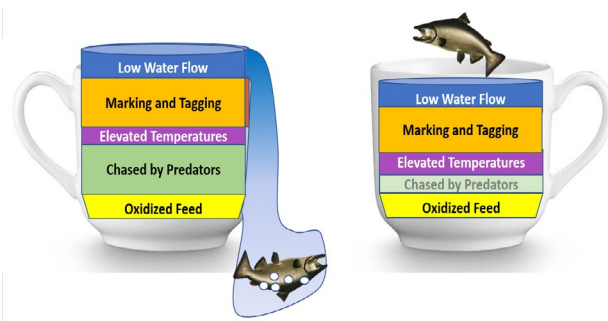 Low Water Flow
Marking and Tagging
Elevated Temperatures
Chased by Predators
Oxidized Feed
Low Water Flow
Marking and Tagging
Elevated Temperatures
Chased by Predators
Oxidized Feed